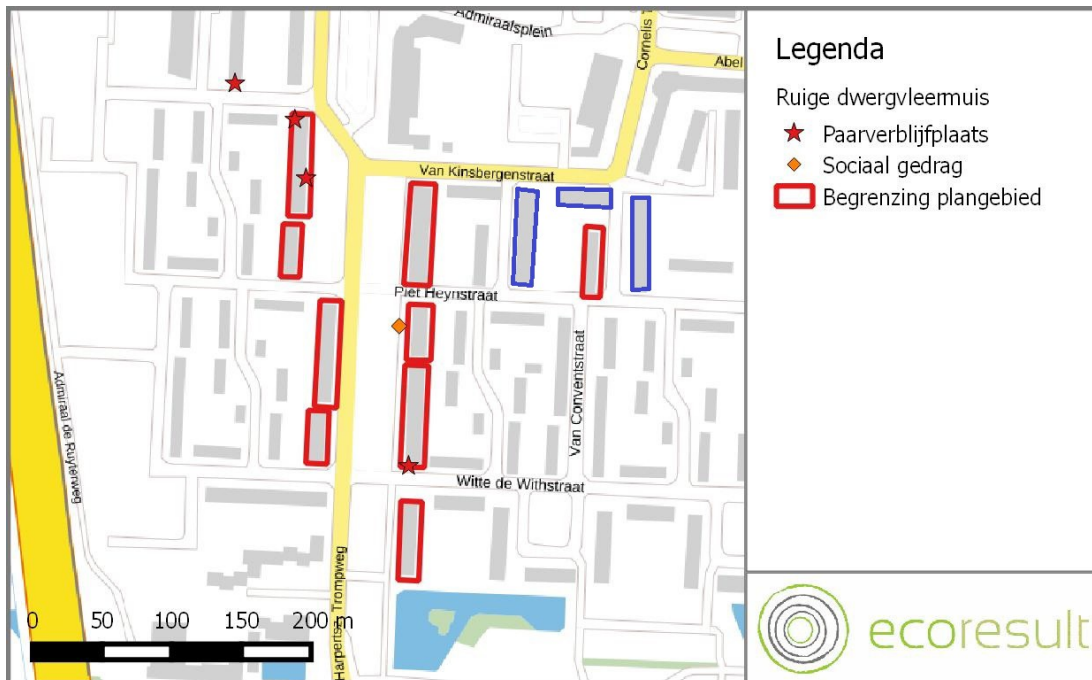 Admiraalsplein
Cornelis T
Abel
Van Kinsbergenstraat
Piet Heynstraat
Van Conventstraat
Admiraal de Ruyterweg
Witte de Withstraat
Harpertsz. Trompweg
0 50 100 150 200 m
Legenda
Ruige dwergvleermuis
Paarverblijfplaats
Sociaal gedrag
Begrenzing plangebied
ecoresult